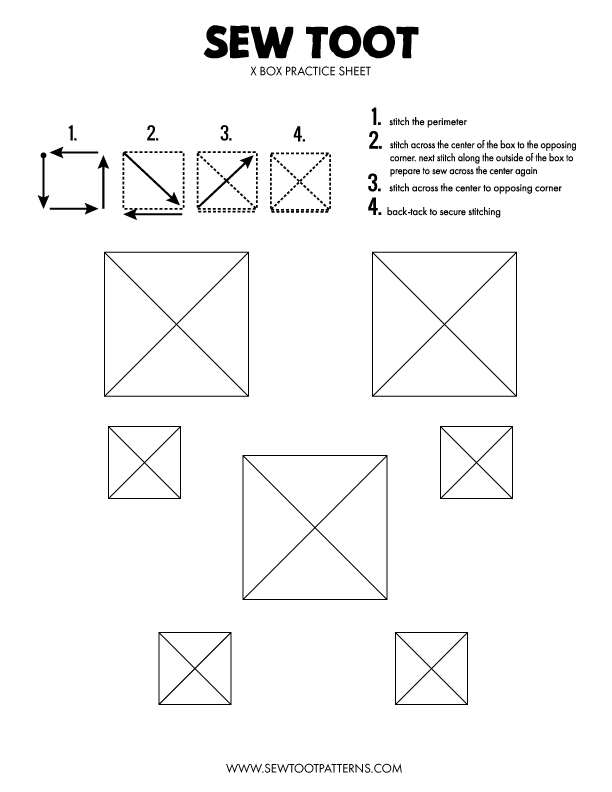 SEW TOOT
X BOX PRACTICE SHEET
1. 2. 3. 4.
1. stitch the perimeter
2. stitch across the center of the box to the opposing
corner. next stitch along the outside of the box to
prepare to sew across the center again
3. stitch across the center to opposing corner
4. back-tack to secure stitching
WWW.SEWTOOTPATTERNS.COM